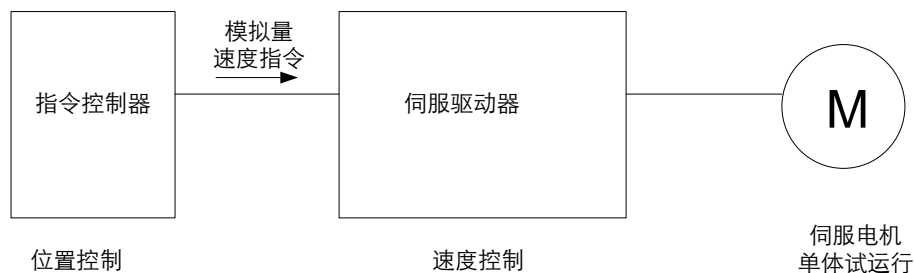 模拟量
速度指令
指令控制器
伺服驱动器
M
位置控制
速度控制
伺服电机
单体试运行